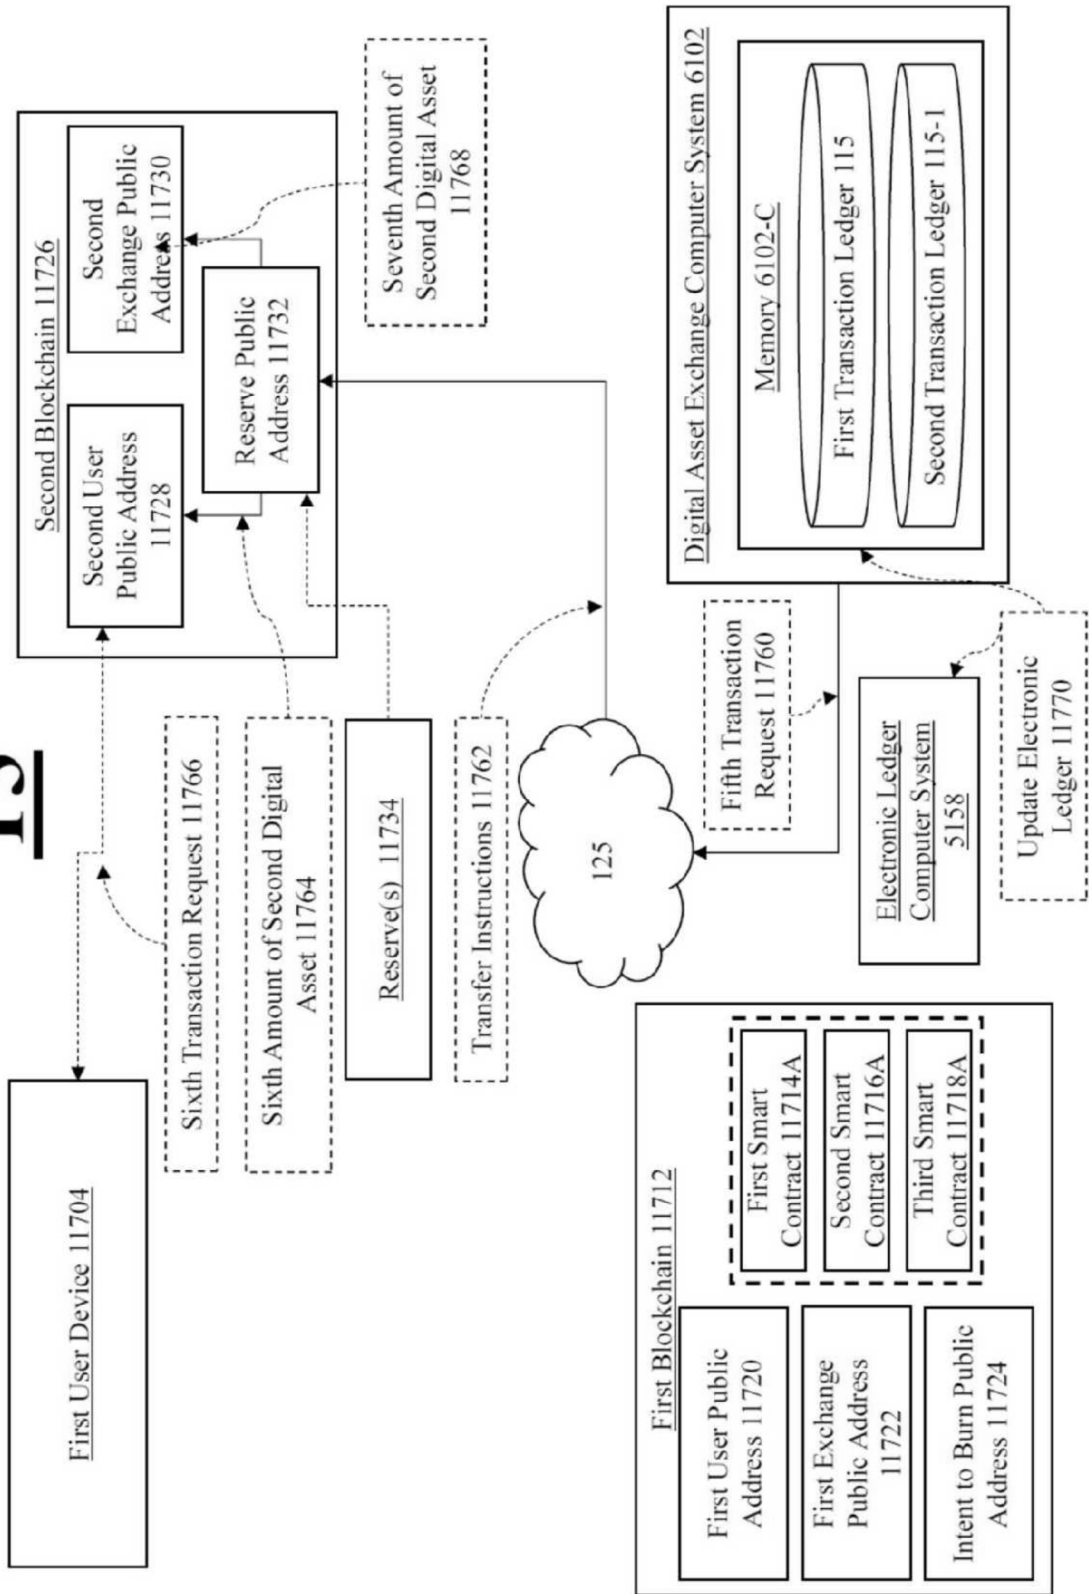 First User Device 11704
Sixth Transaction Request 11766
Sixth Amount of Second Digital
Asset 11764
Reserve(s) 11734
Transfer Instructions 11762
Second Blockchain 11726
Second User
Public Address
11728
Second
Exchange Public
Address 11730
Reserve Public
Address 11732
Seventh Amount of
Second Digital Asset
11768
125
First Blockchain 11712
First User Public
Address 11720
First Exchange
Public Address
11722
Intent to Burn Public
Address 11724
First Smart
Contract 11714A
Second Smart
Contract 11716A
Third Smart
Contract 11718A
Fifth Transaction
Request 11760
Electronic Ledger
Computer System
5158
Update Electronic
Ledger 11770
Digital Asset Exchange Computer System 6102
Memory 6102-C
First Transaction Ledger 115
Second Transaction Ledger 115-1